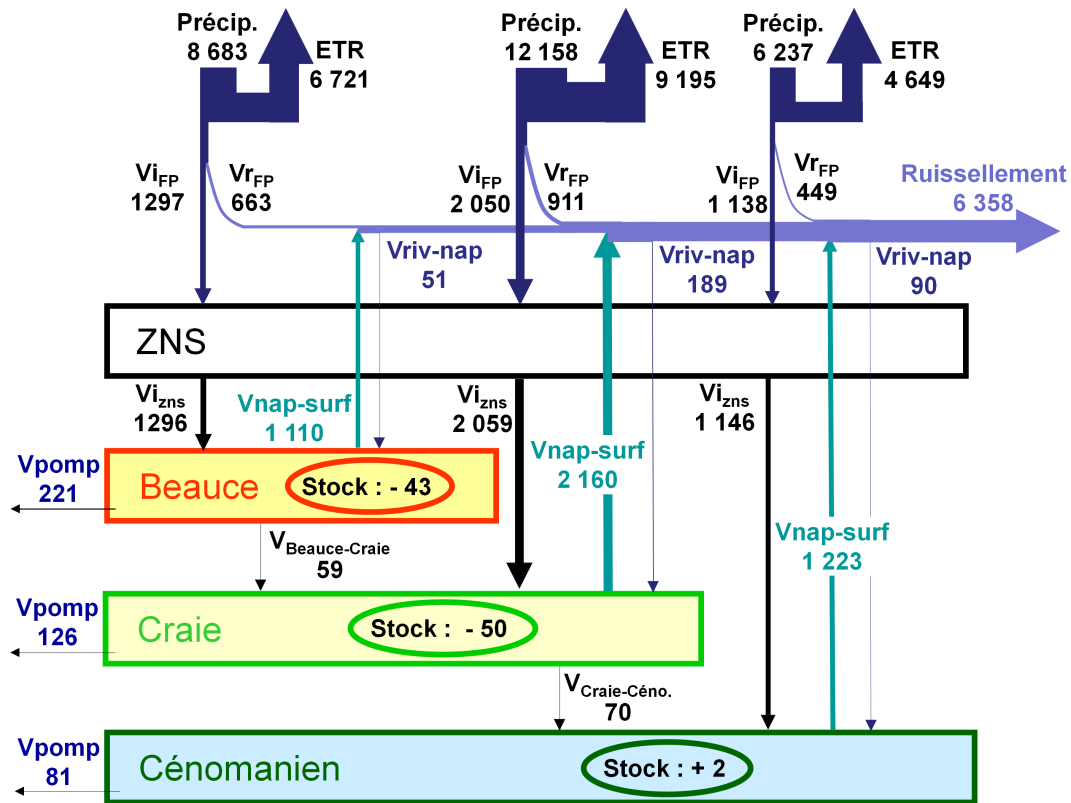 Précip.
8 683
ETR
6 721
Précip.
12 158
ETR
9 195
Précip.
6 237
ETR
4 649
ViFP
1297
VrFP
663
ViFP
2 050
VrFP
911
ViFP
1 138
VrFP
449
Ruissellement
6 358
Vriv-nap
51
Vriv-nap
189
Vriv-nap
90
ZNS
Vizns
1296
Vnap-surf
1 110
Vizns
2 059
Vnap-surf
2 160
Vizns
1 146
Vnap-surf
1 223
Vpomp
221
Beauce
Stock : - 43
VBeauce-Craie
59
Vpomp
126
Craie
Stock :  - 50
VCraie-Céno.
70
Vpomp
81
Cénomanien
Stock : + 2